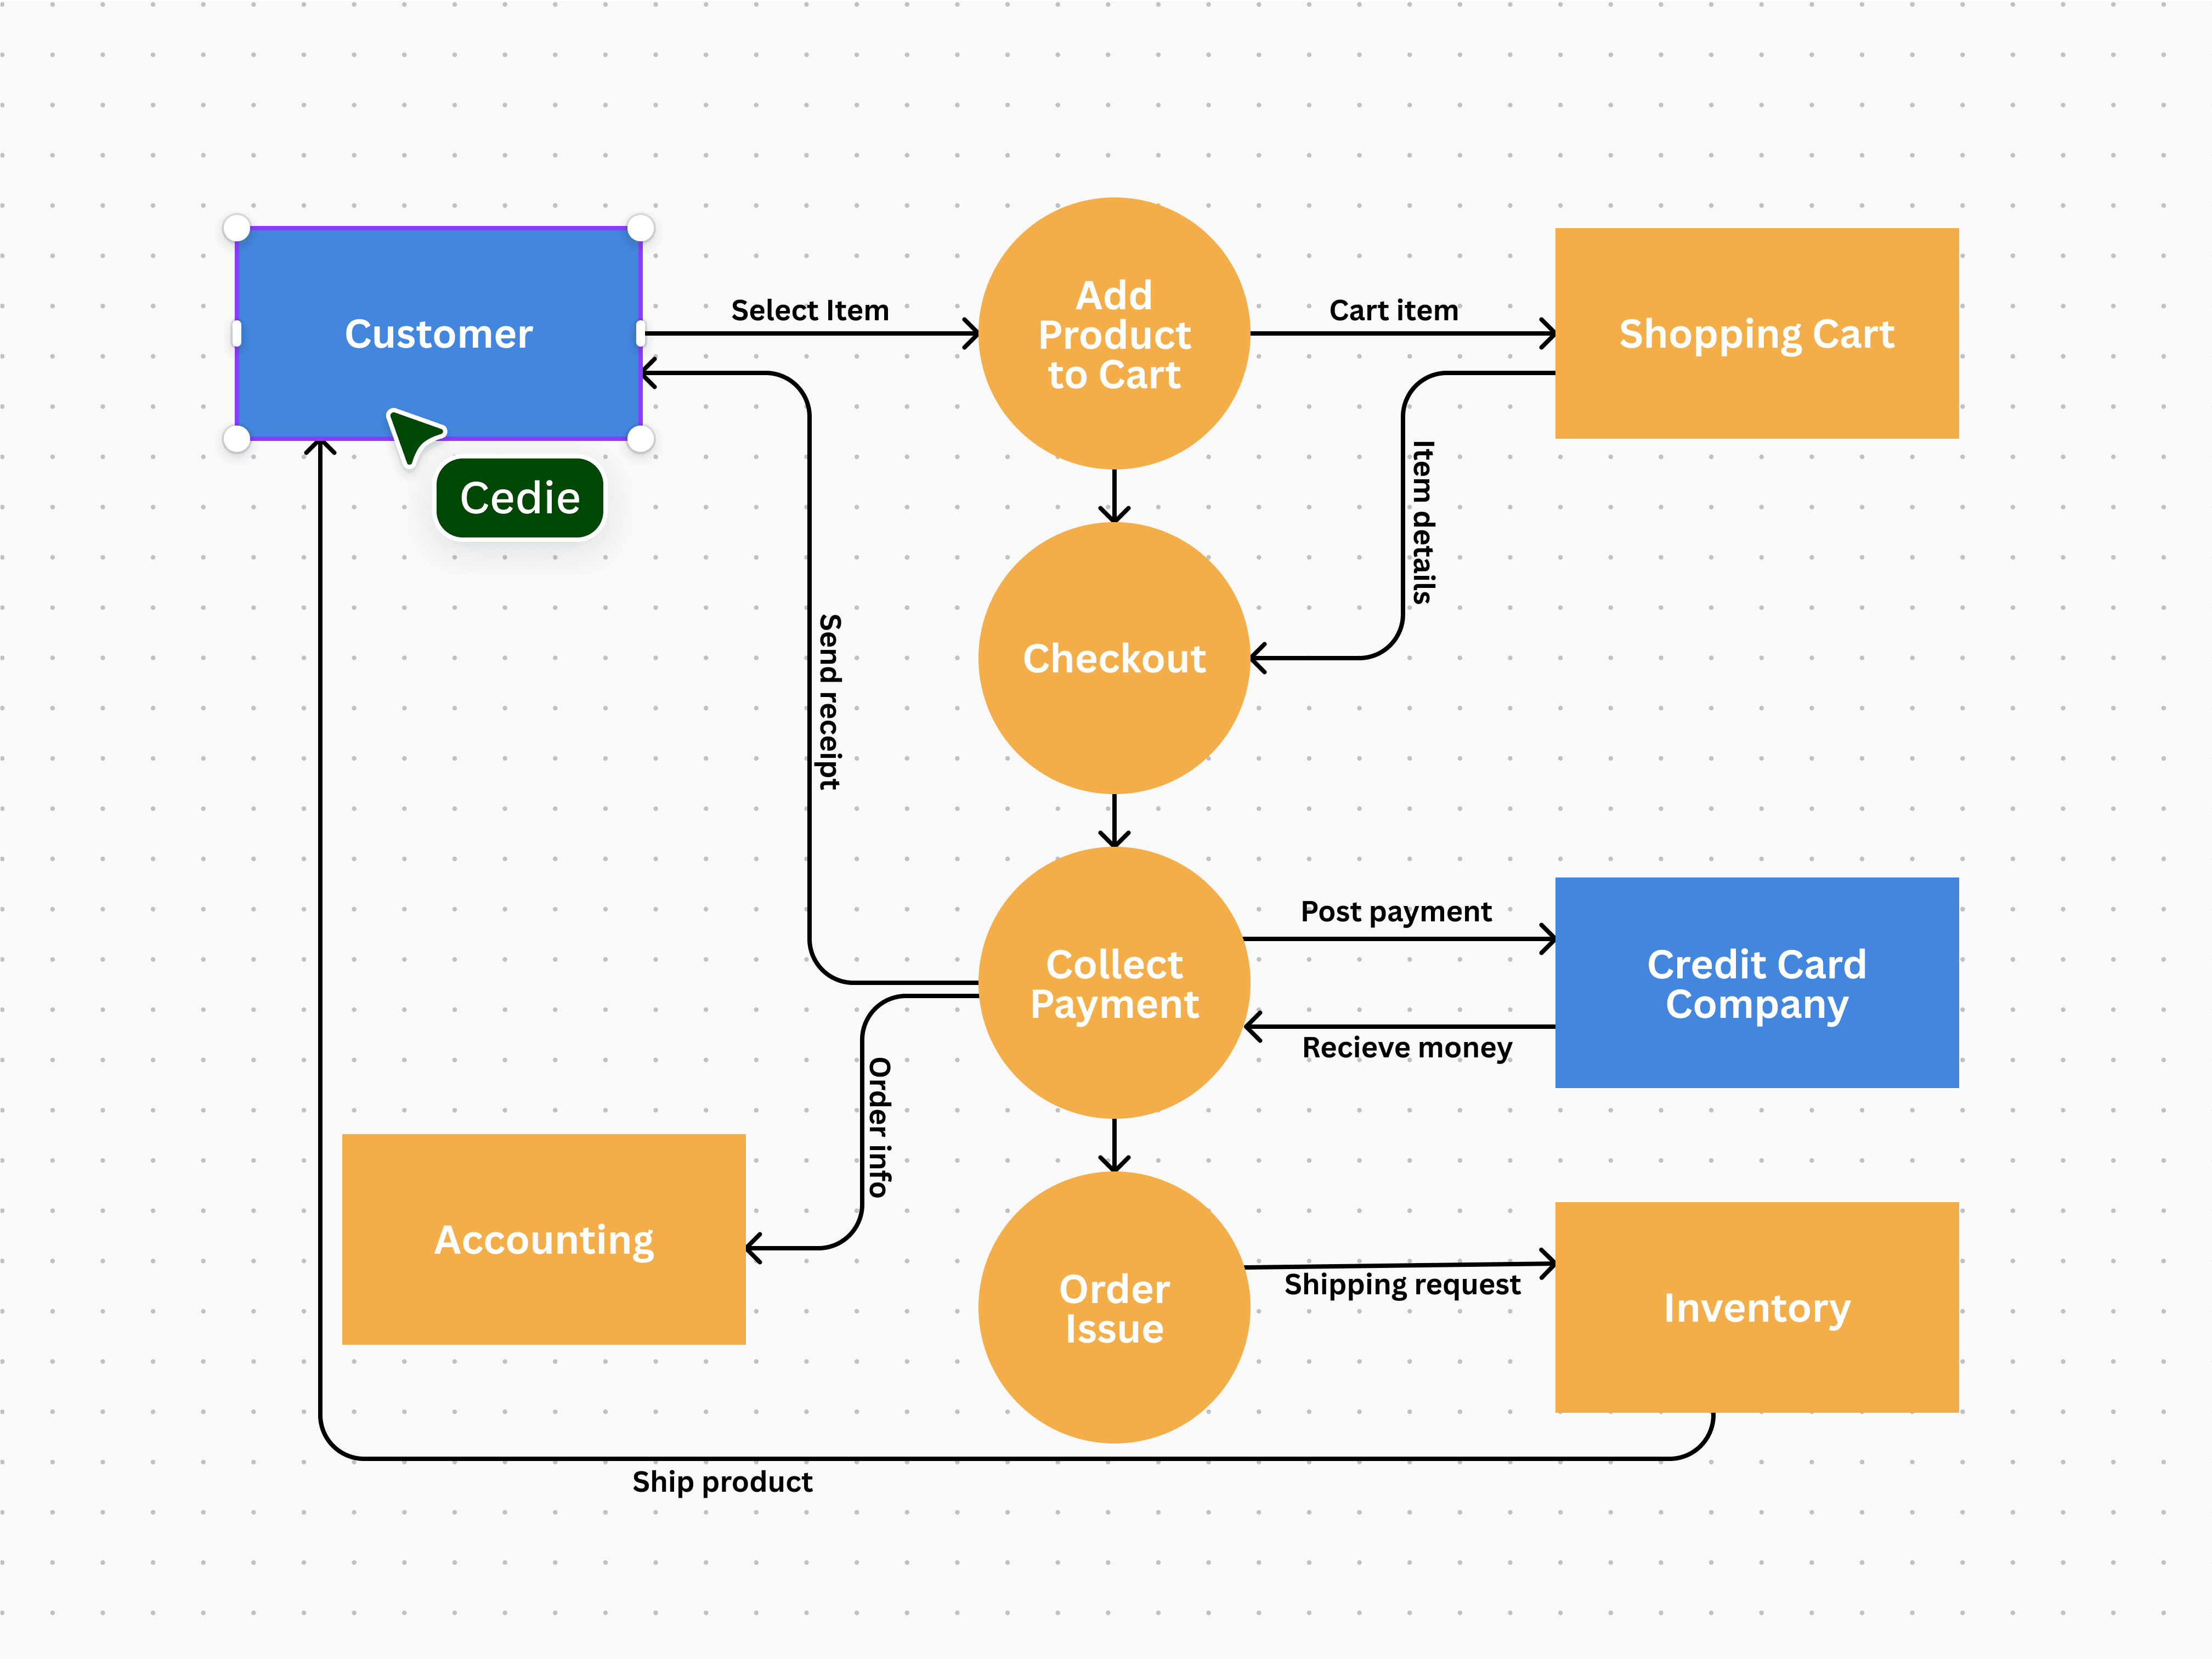 Customer
Select Item
Add
Product
to Cart
Cart item
Shopping Cart
Cedie
Item details
Send receipt
Checkout
Post payment
Collect
Payment
Credit Card
Company
Recieve money
Order info
Accounting
Order
Issue
Shipping request
Inventory
Ship product